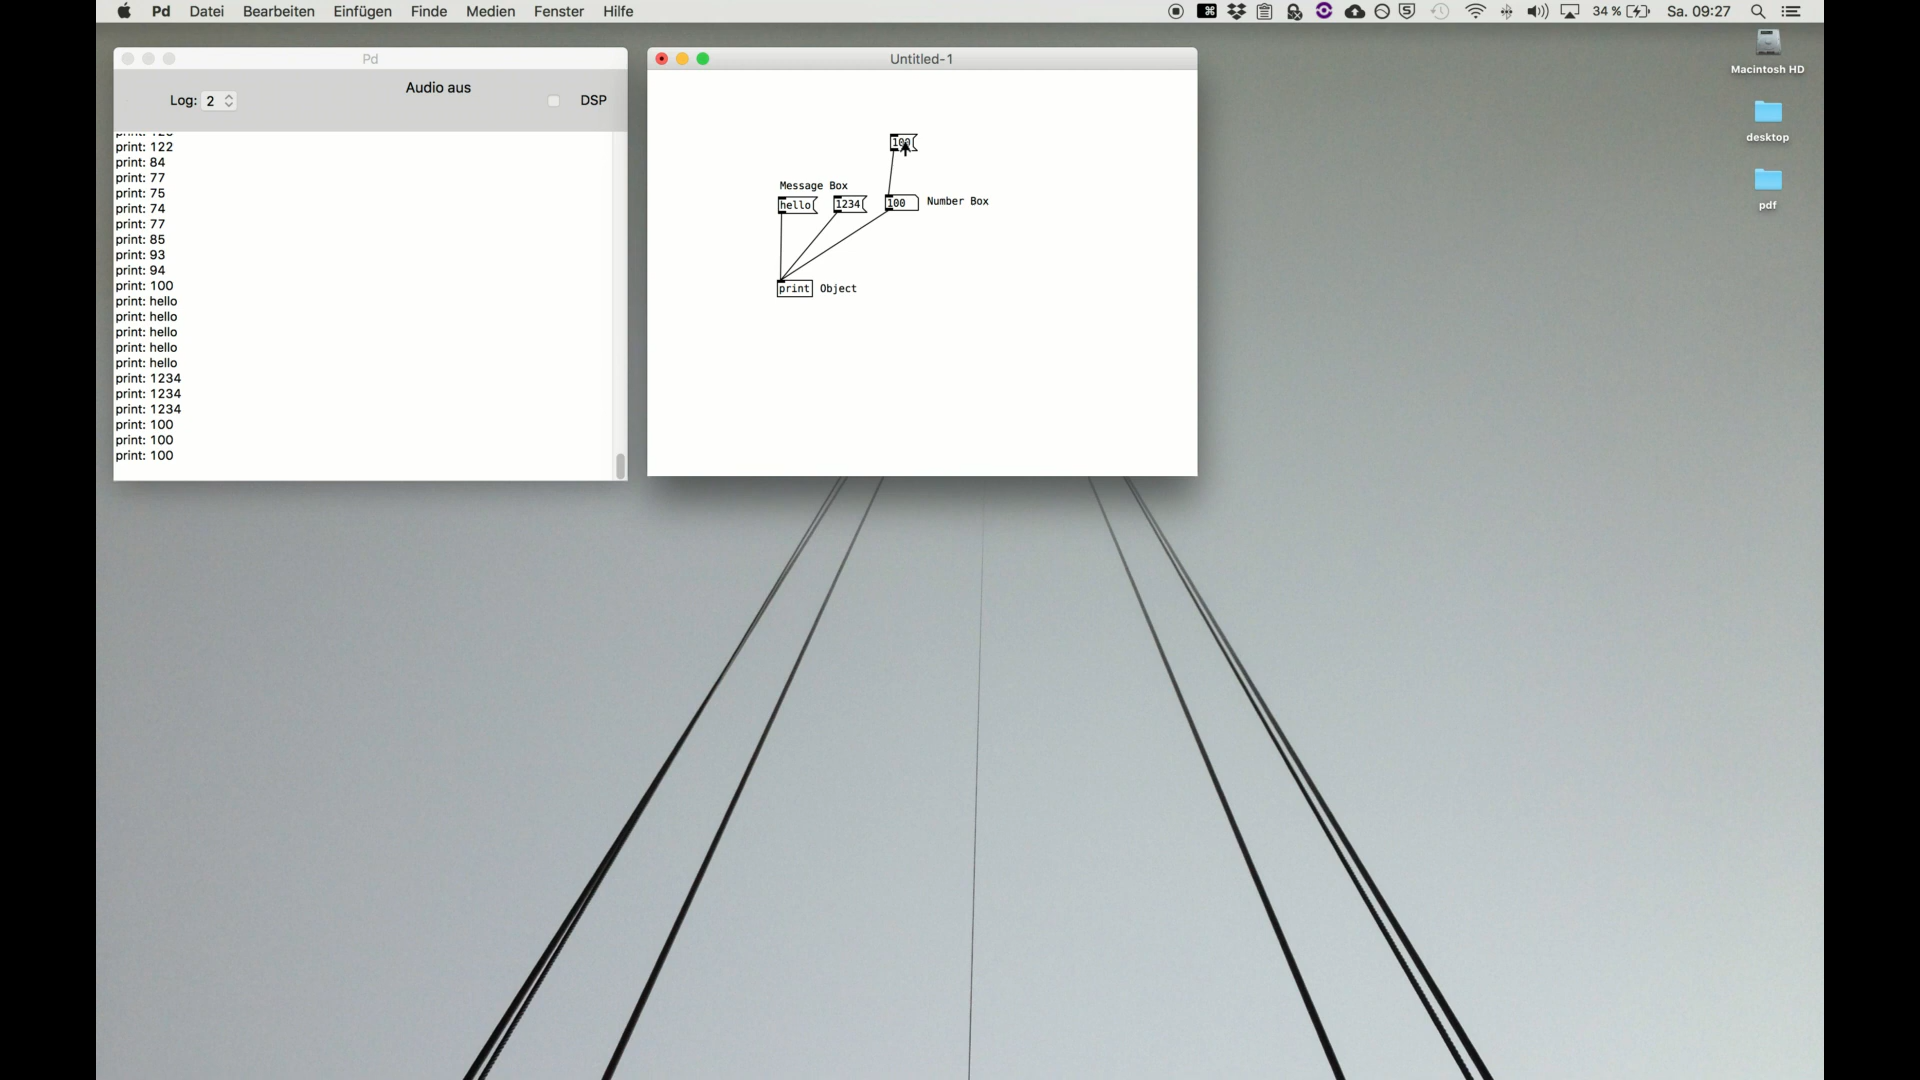 Pd Datei Bearbeiten Einfügen Finde Medien Fenster Hilfe
34 % Sa. 09:27
Pd
Audio aus
Log: 2
DSP
print: 122
print: 84
print: 77
print: 75
print: 74
print: 77
print: 85
print: 93
print: 94
print: 100
print: hello
print: hello
print: hello
print: hello
print: hello
print: 1234
print: 1234
print: 1234
print: 100
print: 100
print: 100
Untitled-1
100
Message Box
hello 1234 100 Number Box
print Object
Macintosh HD
desktop
pdf